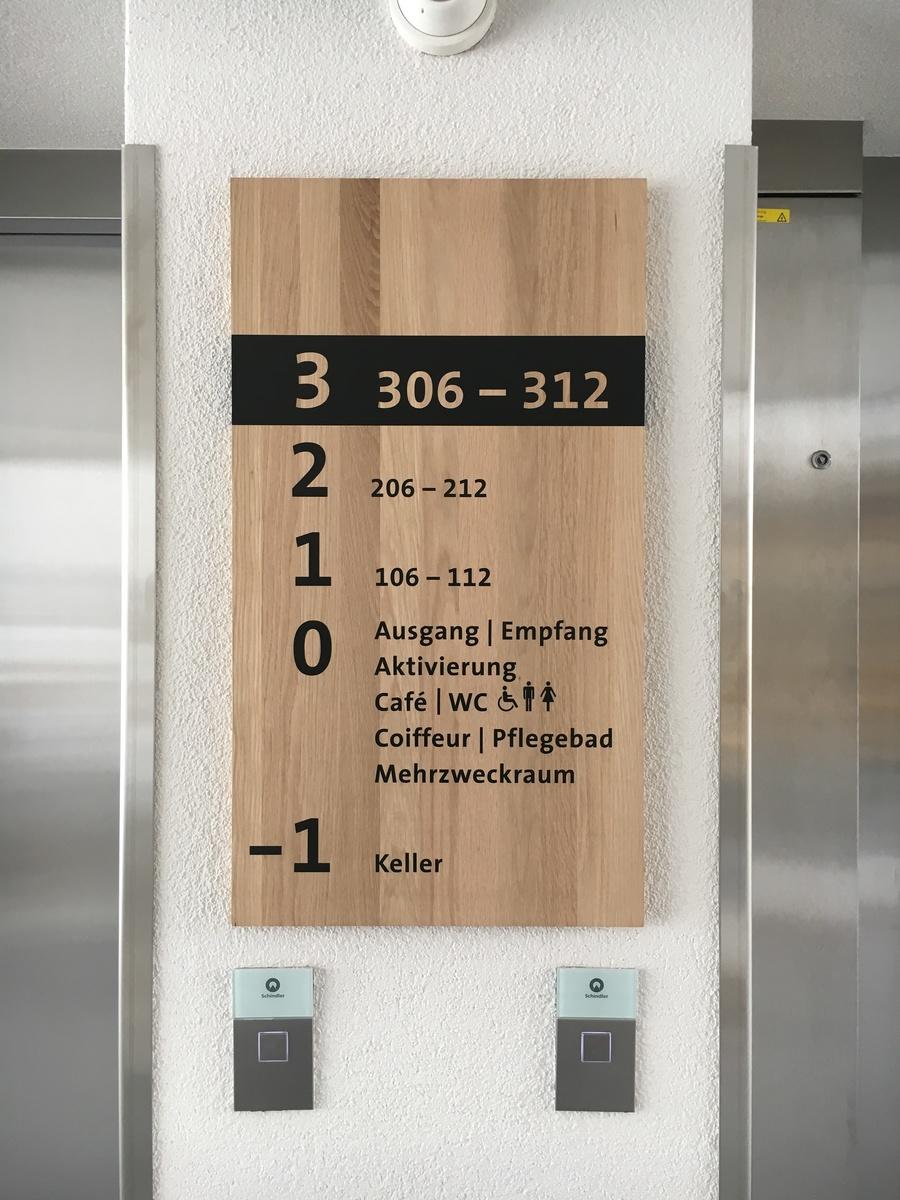 3 306 – 312
2 206 – 212
1 106 – 112
0 Ausgang | Empfang
Aktivierung
Café | WC
Coiffeur | Pflegebad
Mehrzweckraum
–1 Keller
Schindler
Schindler